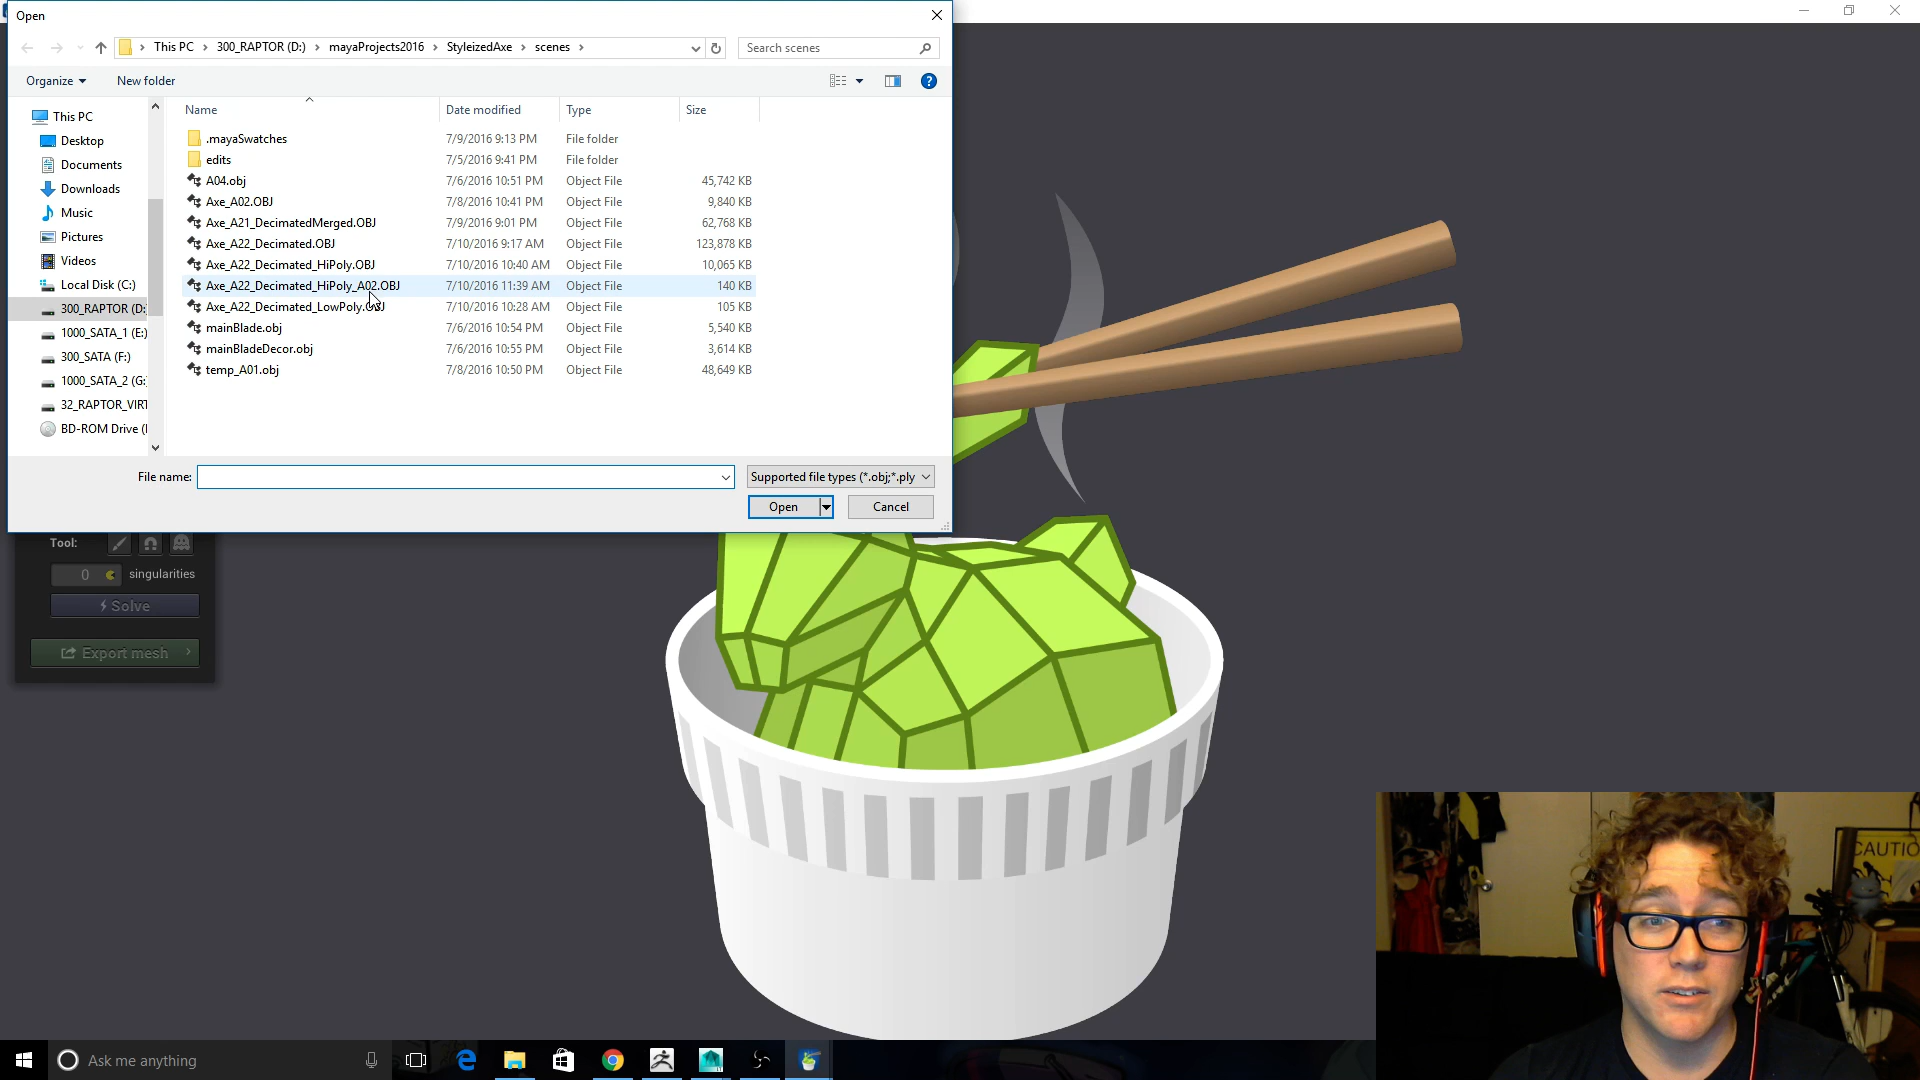 Open
This PC
300_RAPTOR (D:)
mayaProjects2016
StyleizedAxe
scenes
Search scenes
Organize
New folder
Name
Date modified
Type
Size
This PC
Desktop
Documents
Downloads
Music
Pictures
Videos
Local Disk (C:)
300_RAPTOR (D:
1000_SATA_1 (E:)
300_SATA (F:)
1000_SATA_2 (G:
32_RAPTOR_VIRT
BD-ROM Drive (
.mayaSwatches 7/9/2016 9:13 PM File folder
edits 7/5/2016 9:41 PM File folder
A04.obj 7/6/2016 10:51 PM Object File 45,742 KB
Axe_A02.OBJ 7/8/2016 10:41 PM Object File 9,840 KB
Axe_A21_DecimatedMerged.OBJ 7/9/2016 9:01 PM Object File 62,768 KB
Axe_A22_Decimated.OBJ 7/10/2016 9:17 AM Object File 123,878 KB
Axe_A22_Decimated_HiPoly.OBJ 7/10/2016 10:40 AM Object File 10,065 KB
Axe_A22_Decimated_HiPoly_A02.OBJ 7/10/2016 11:39 AM Object File 140 KB
Axe_A22_Decimated_LowPoly.OBJ 7/10/2016 10:28 AM Object File 105 KB
mainBlade.obj 7/6/2016 10:54 PM Object File 5,540 KB
mainBladeDecor.obj 7/6/2016 10:55 PM Object File 3,614 KB
temp_A01.obj 7/8/2016 10:50 PM Object File 48,649 KB
File name:
Supported file types (*.obj;*.ply
Open
Cancel
Tool:
0 singularities
Solve
Export mesh
CAUTIO
Ask me anything